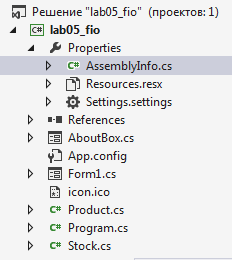 Решение "lab05_fio" (проектов: 1)
C# lab05_fio
Properties
C# AssemblyInfo.cs
Resources.resx
Settings.settings
References
AboutBox.cs
App.config
Form1.cs
icon.ico
C# Product.cs
C# Program.cs
C# Stock.cs